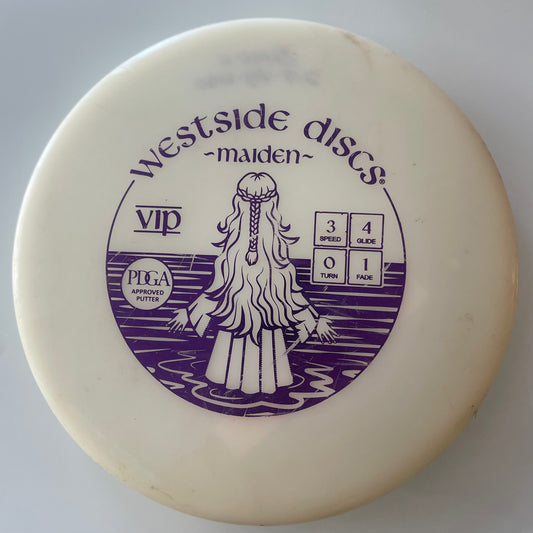 westside discs®
~maiden~
VIP
3 SPEED 4 GLIDE
0 TURN 1 FADE
PDGA
APPROVED
PUTTER